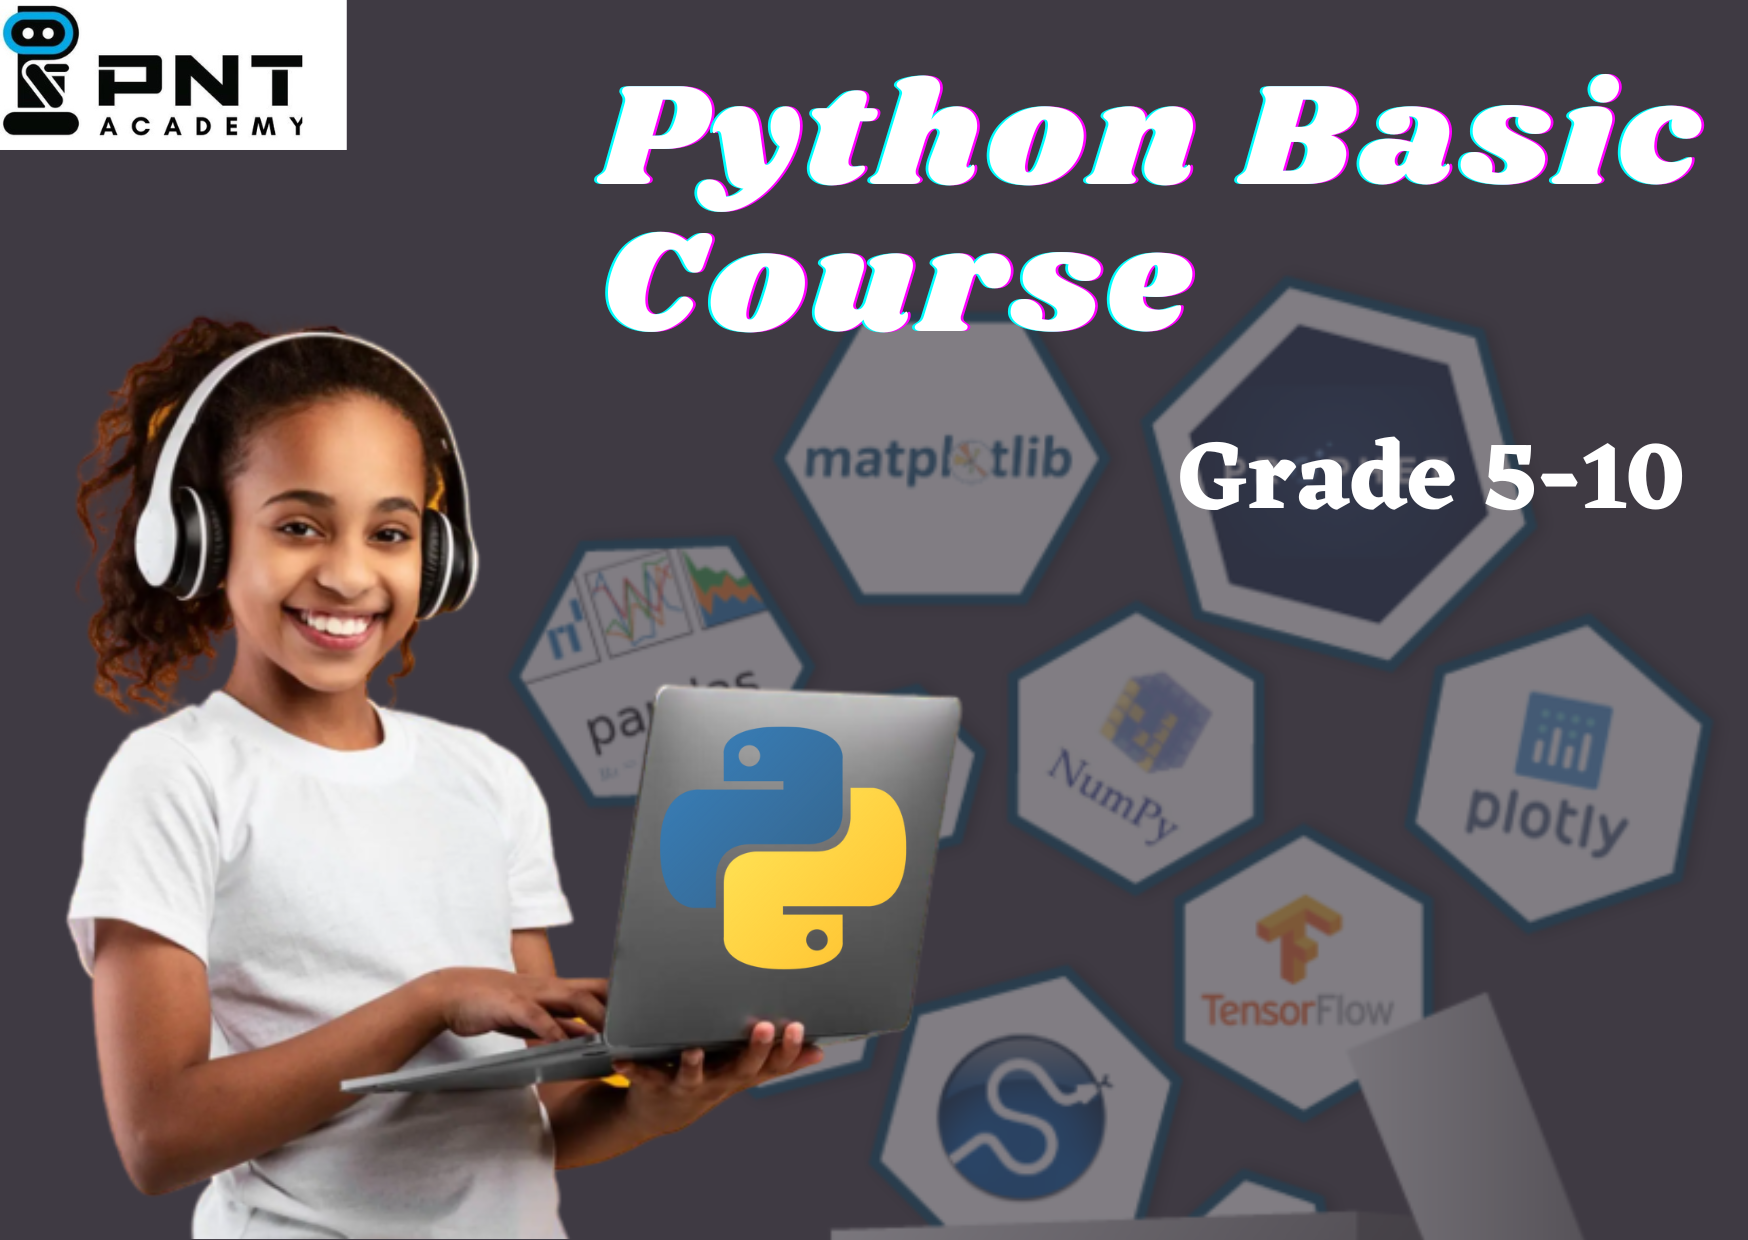 PNT
ACADEMY
Python Basic
Course
Grade 5-10
matplotlib
NumPy
plotly
TensorFlow